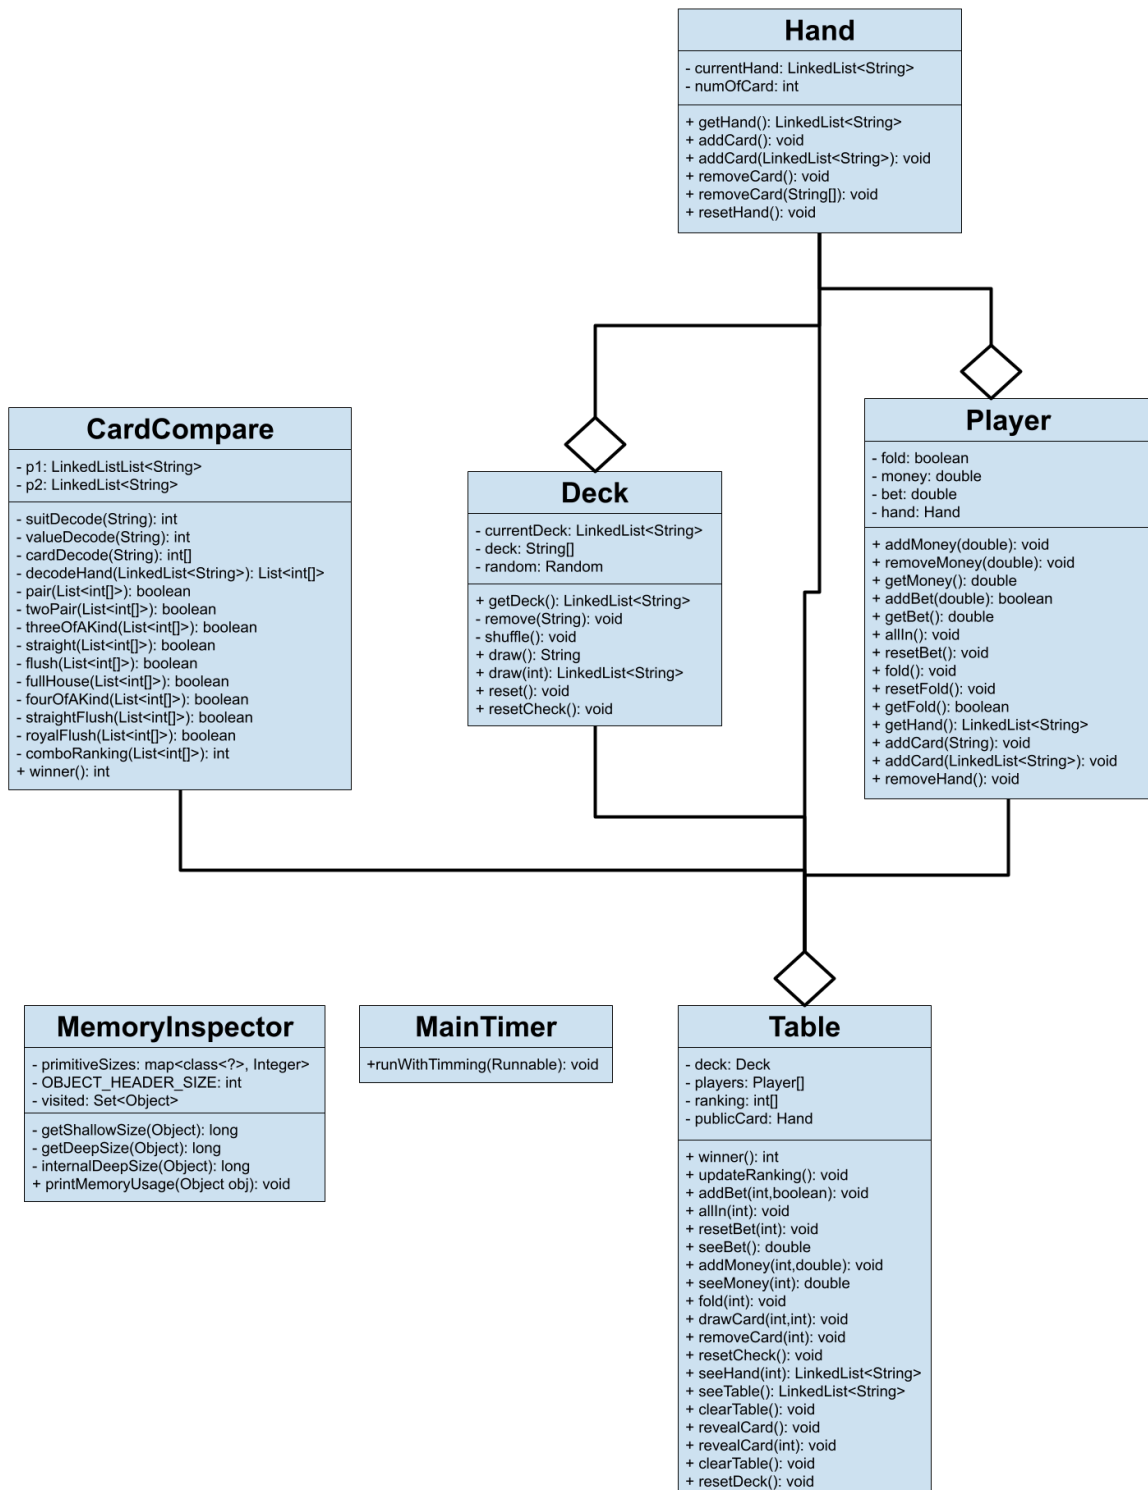 Hand
- currentHand: LinkedList<String>
- numOfCard: int
+ getHand(): LinkedList<String>
+ addCard(): void
+ addCard(LinkedList<String>): void
+ removeCard(): void
+ removeCard(String[]): void
+ resetHand(): void
CardCompare
- p1: LinkedListList<String>
- p2: LinkedList<String>
- suitDecode(String): int
- valueDecode(String): int
- cardDecode(String): int[]
- decodeHand(LinkedList<String>): List<int[]>
- pair(List<int[]>): boolean
- twoPair(List<int[]>): boolean
- threeOfAKind(List<int[]>): boolean
- straight(List<int[]>): boolean
- flush(List<int[]>): boolean
- fullHouse(List<int[]>): boolean
- fourOfAKind(List<int[]>): boolean
- straightFlush(List<int[]>): boolean
- royalFlush(List<int[]>): boolean
- comboRanking(List<int[]>): int
+ winner(): int
Deck
- currentDeck: LinkedList<String>
- deck: String[]
- random: Random
+ getDeck(): LinkedList<String>
- remove(String): void
- shuffle(): void
+ draw(): String
+ draw(int): LinkedList<String>
+ reset(): void
+ resetCheck(): void
Player
- fold: boolean
- money: double
- bet: double
- hand: Hand
+ addMoney(double): void
+ removeMoney(double): void
+ getMoney(): double
+ addBet(double): boolean
+ getBet(): double
+ allIn(): void
+ resetBet(): void
+ fold(): void
+ resetFold(): void
+ getFold(): boolean
+ getHand(): LinkedList<String>
+ addCard(String): void
+ addCard(LinkedList<String>): void
+ removeHand(): void
MemoryInspector
- primitiveSizes: map<class<?>, Integer>
- OBJECT_HEADER_SIZE: int
- visited: Set<Object>
- getShallowSize(Object): long
- getDeepSize(Object): long
- internalDeepSize(Object): long
+ printMemoryUsage(Object obj): void
MainTimer
+runWithTimming(Runnable): void
Table
- deck: Deck
- players: Player[]
- ranking: int[]
- publicCard: Hand
+ winner(): int
+ updateRanking(): void
+ addBet(int,boolean): void
+ allIn(int): void
+ resetBet(int): void
+ seeBet(): double
+ addMoney(int,double): void
+ seeMoney(int): double
+ fold(int): void
+ drawCard(int,int): void
+ removeCard(int): void
+ resetCheck(): void
+ seeHand(int): LinkedList<String>
+ seeTable(): LinkedList<String>
+ clearTable(): void
+ revealCard(): void
+ revealCard(int): void
+ clearTable(): void
+ resetDeck(): void